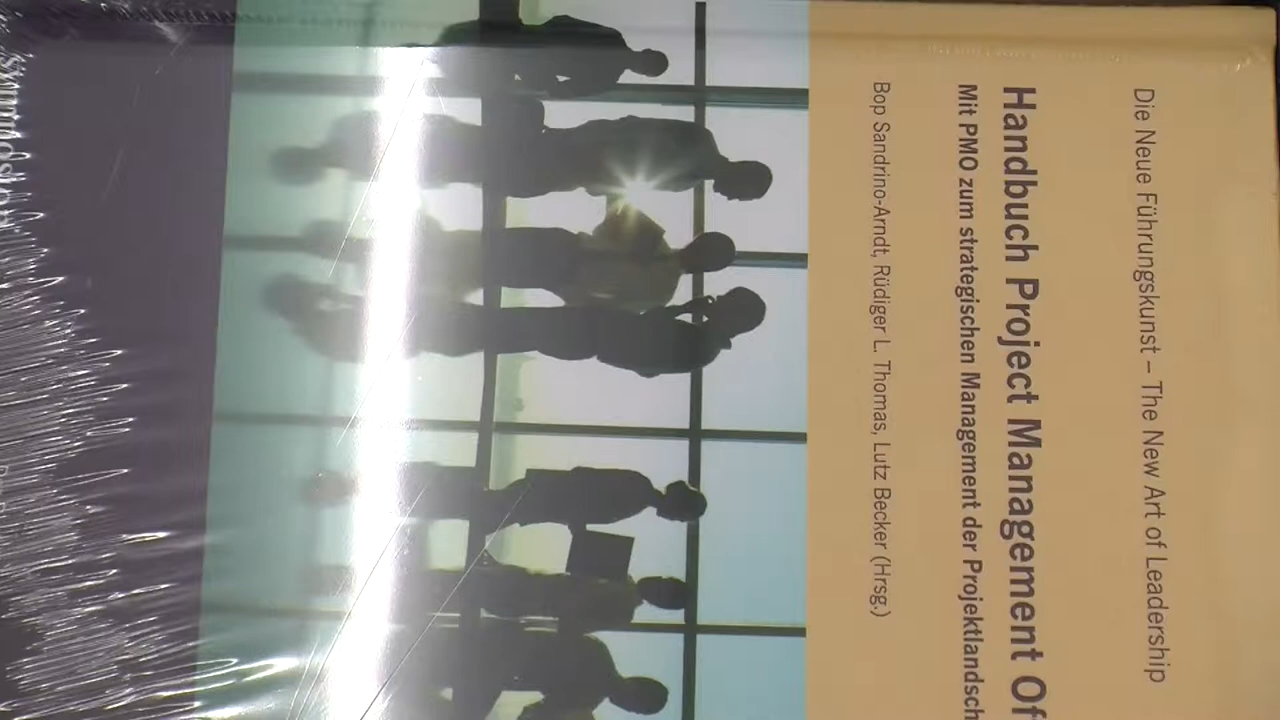 Die Neue Führungskunst – The New Art of Leadership
Handbuch Project Management Of
Mit PMO zum strategischen Management der Projektlandsch
Bop Sandrino-Arndt, Rüdiger L. Thomas, Lutz Becker (Hrsg.)